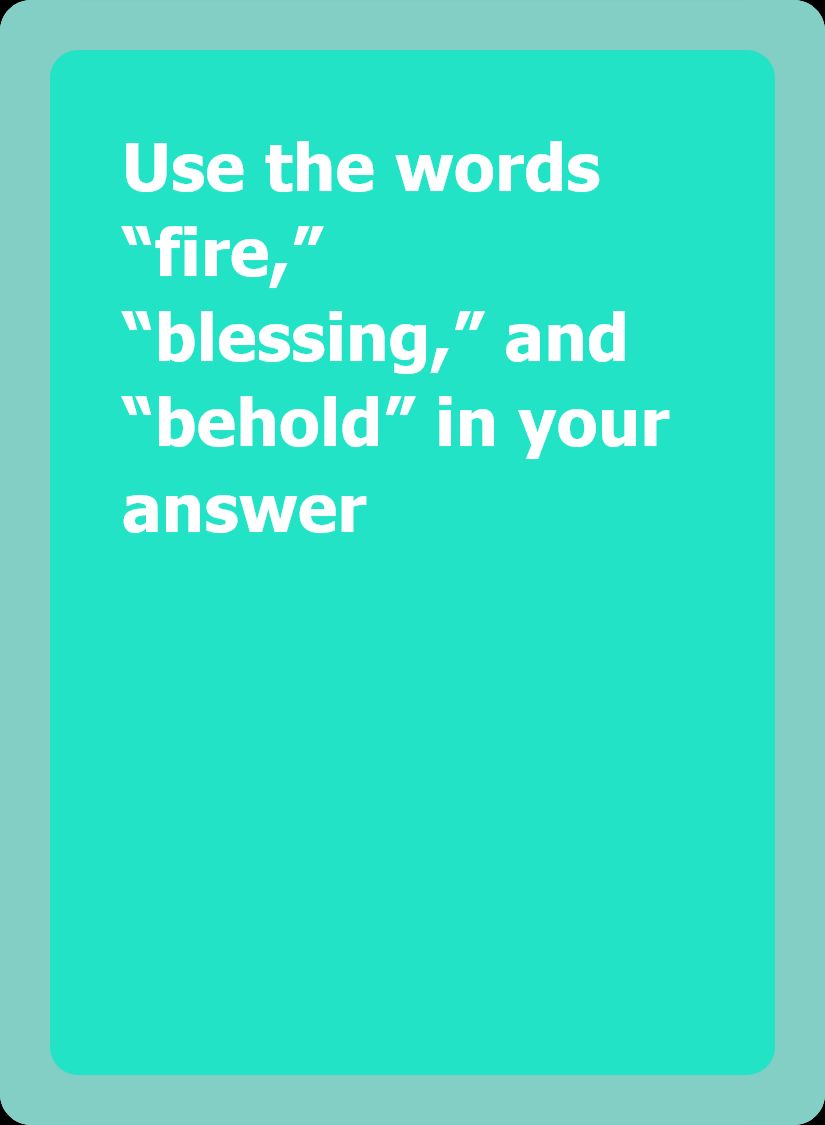 Use the words
“fire,”
“blessing,” and
“behold” in your
answer